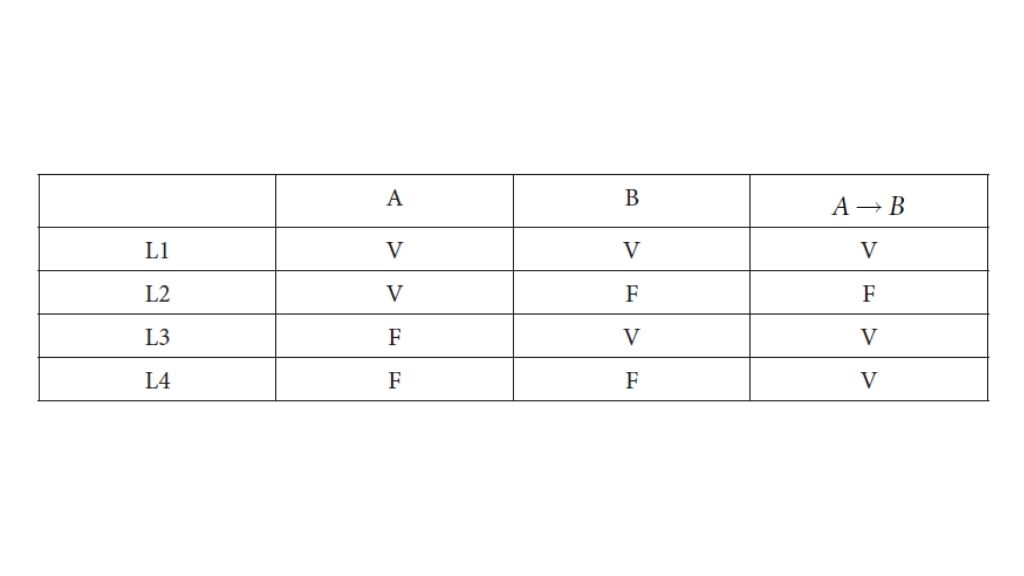 A B A → B
L1 V V V
L2 V F F
L3 F V V
L4 F F V